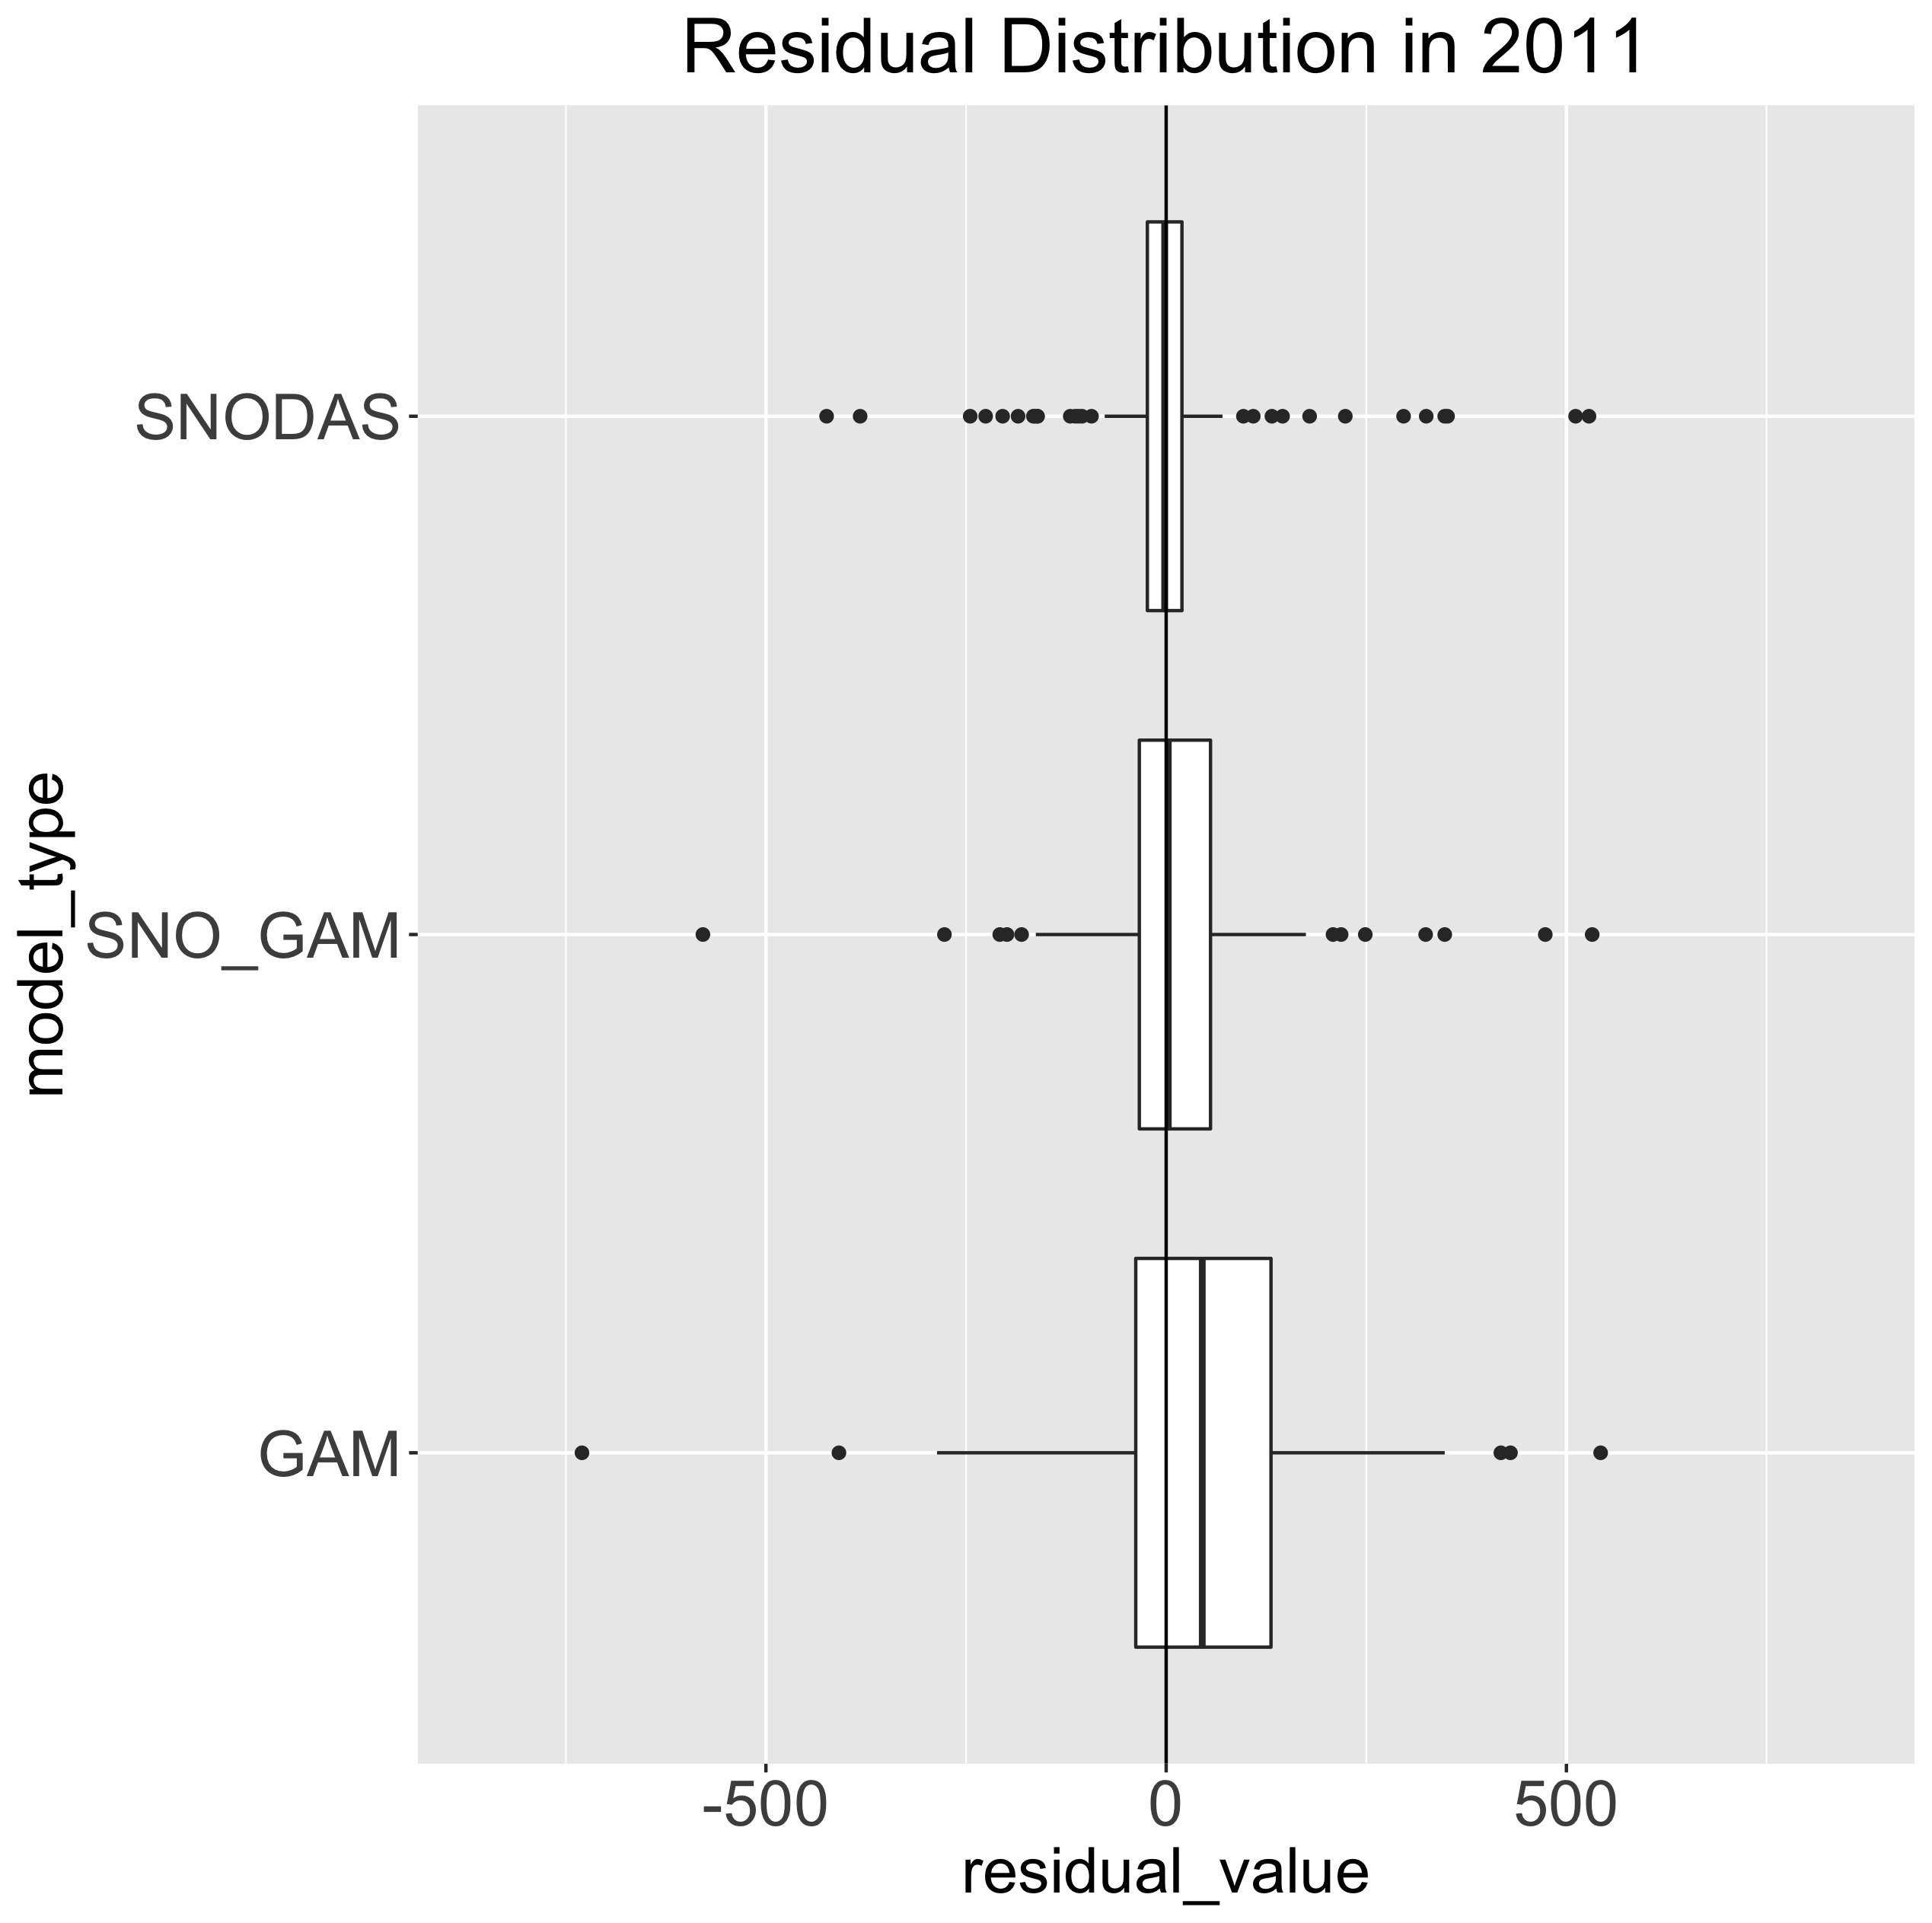 Residual Distribution in 2011
model_type
SNODAS
SNO_GAM
GAM
-500
0
500
residual_value